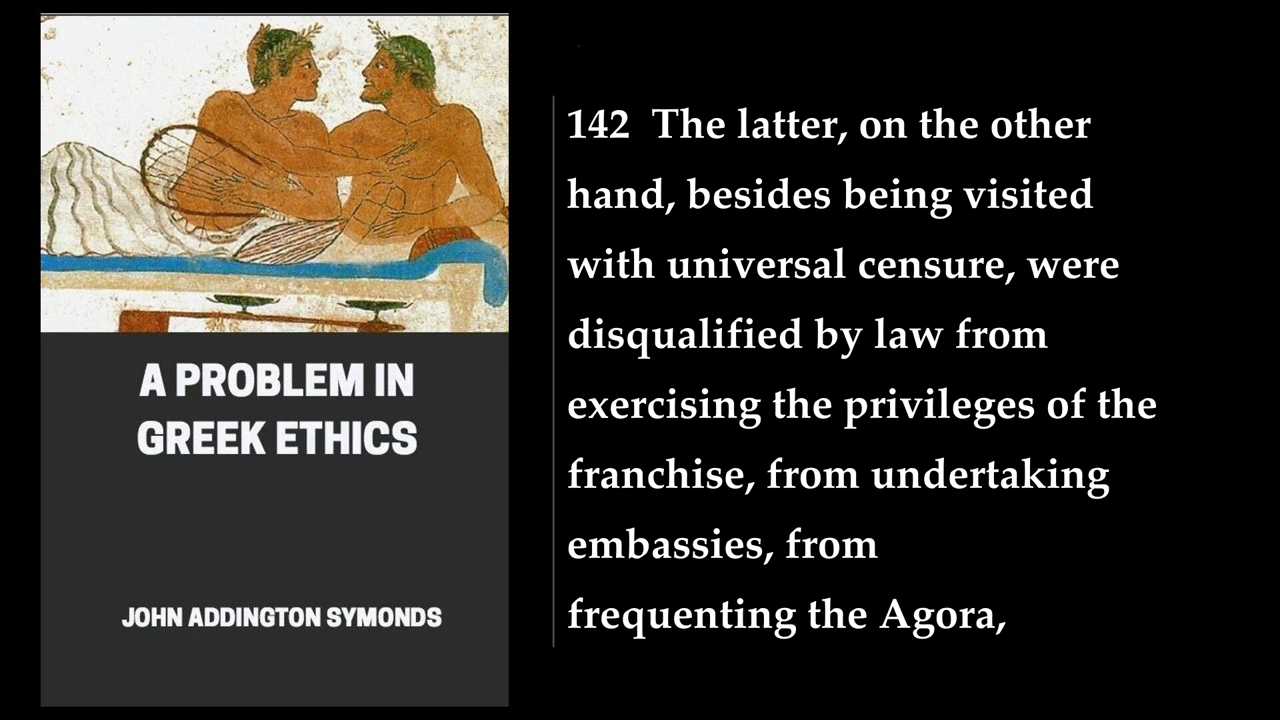 A PROBLEM IN
GREEK ETHICS
JOHN ADDINGTON SYMONDS
142 The latter, on the other
hand, besides being visited
with universal censure, were
disqualified by law from
exercising the privileges of the
franchise, from undertaking
embassies, from
frequenting the Agora,